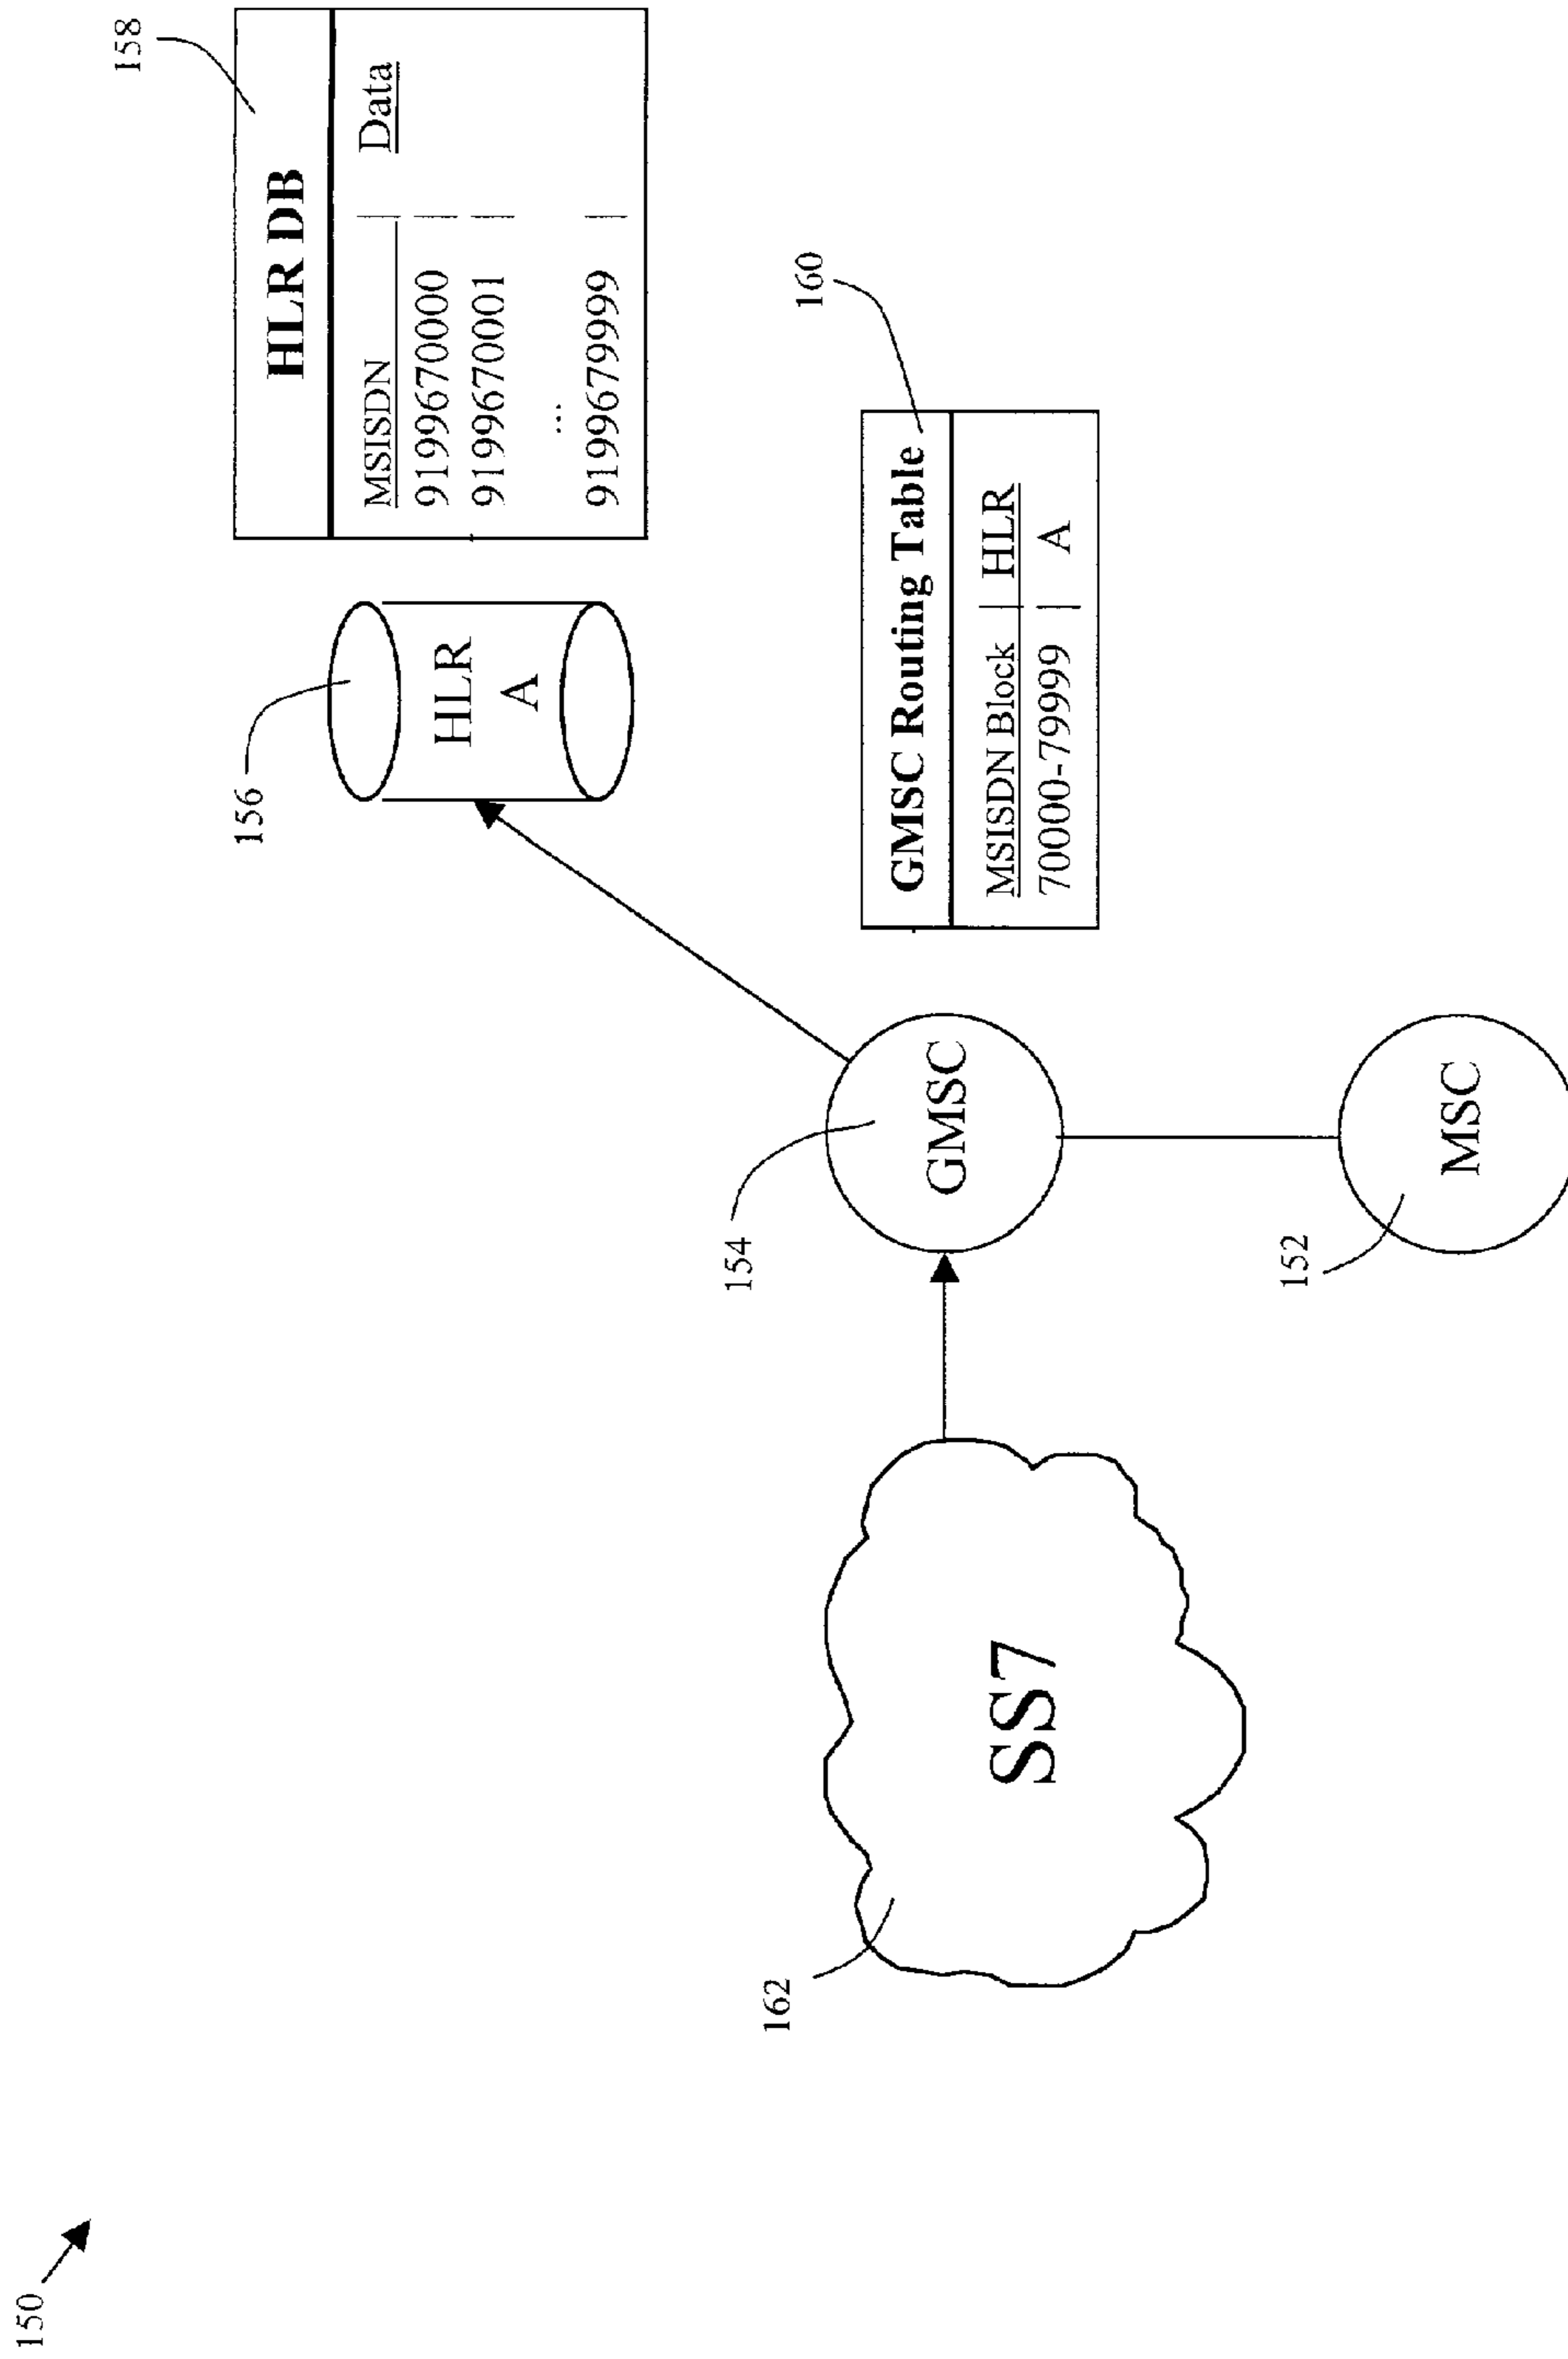 150
158
HLR DB
MSISDN | Data
9199670000 |
9199670001 |
...
9199679999 |
156
HLR
A
160
GMSC Routing Table
MSISDN Block | HLR
70000-79999 | A
154
GMSC
162
SS7
152
MSC